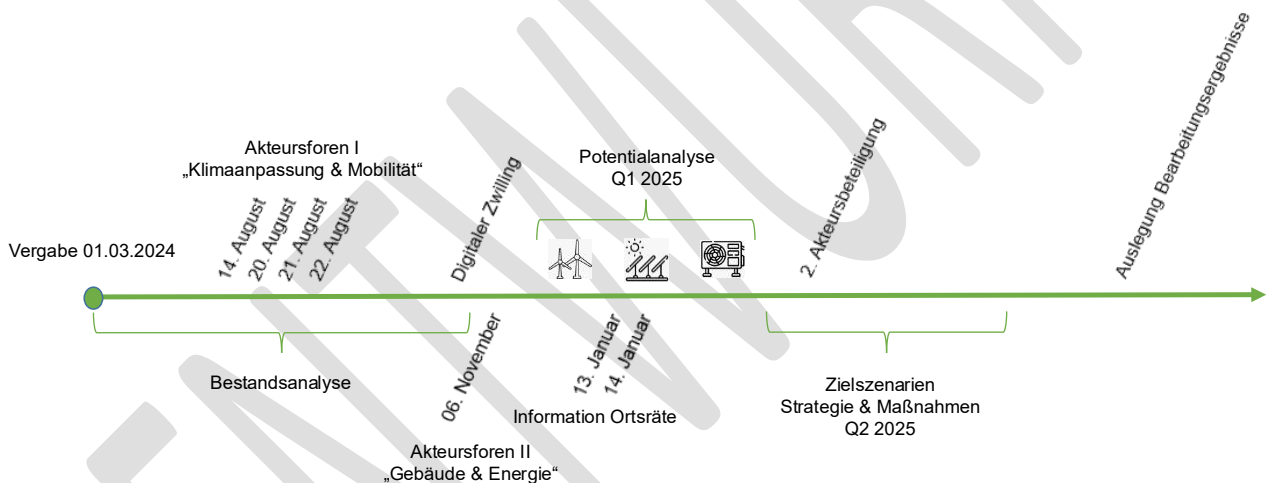 Akteursforen I
„Klimaanpassung & Mobilität“
Vergabe 01.03.2024
14. August
20. August
21. August
22. August
Digitaler Zwilling
Potentialanalyse
Q1 2025
2. Akteursbeteiligung
Auslegung Bearbeitungsergebnisse
Bestandsanalyse
06. November
Akteursforen II
„Gebäude & Energie“
13. Januar
14. Januar
Information Ortsräte
Zielszenarien
Strategie & Maßnahmen
Q2 2025
ENTWURF